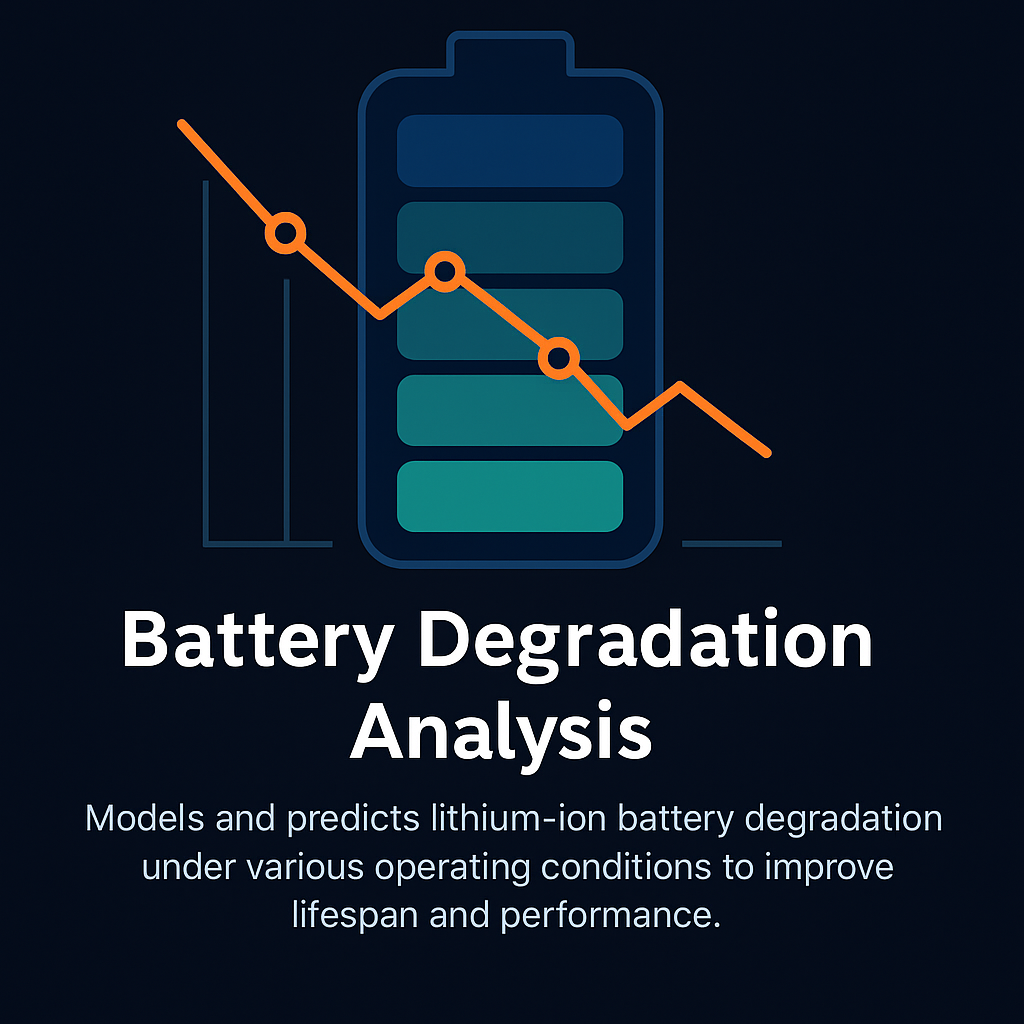 Battery Degradation
Analysis
Models and predicts lithium-ion battery degradation
under various operating conditions to improve
lifespan and performance.